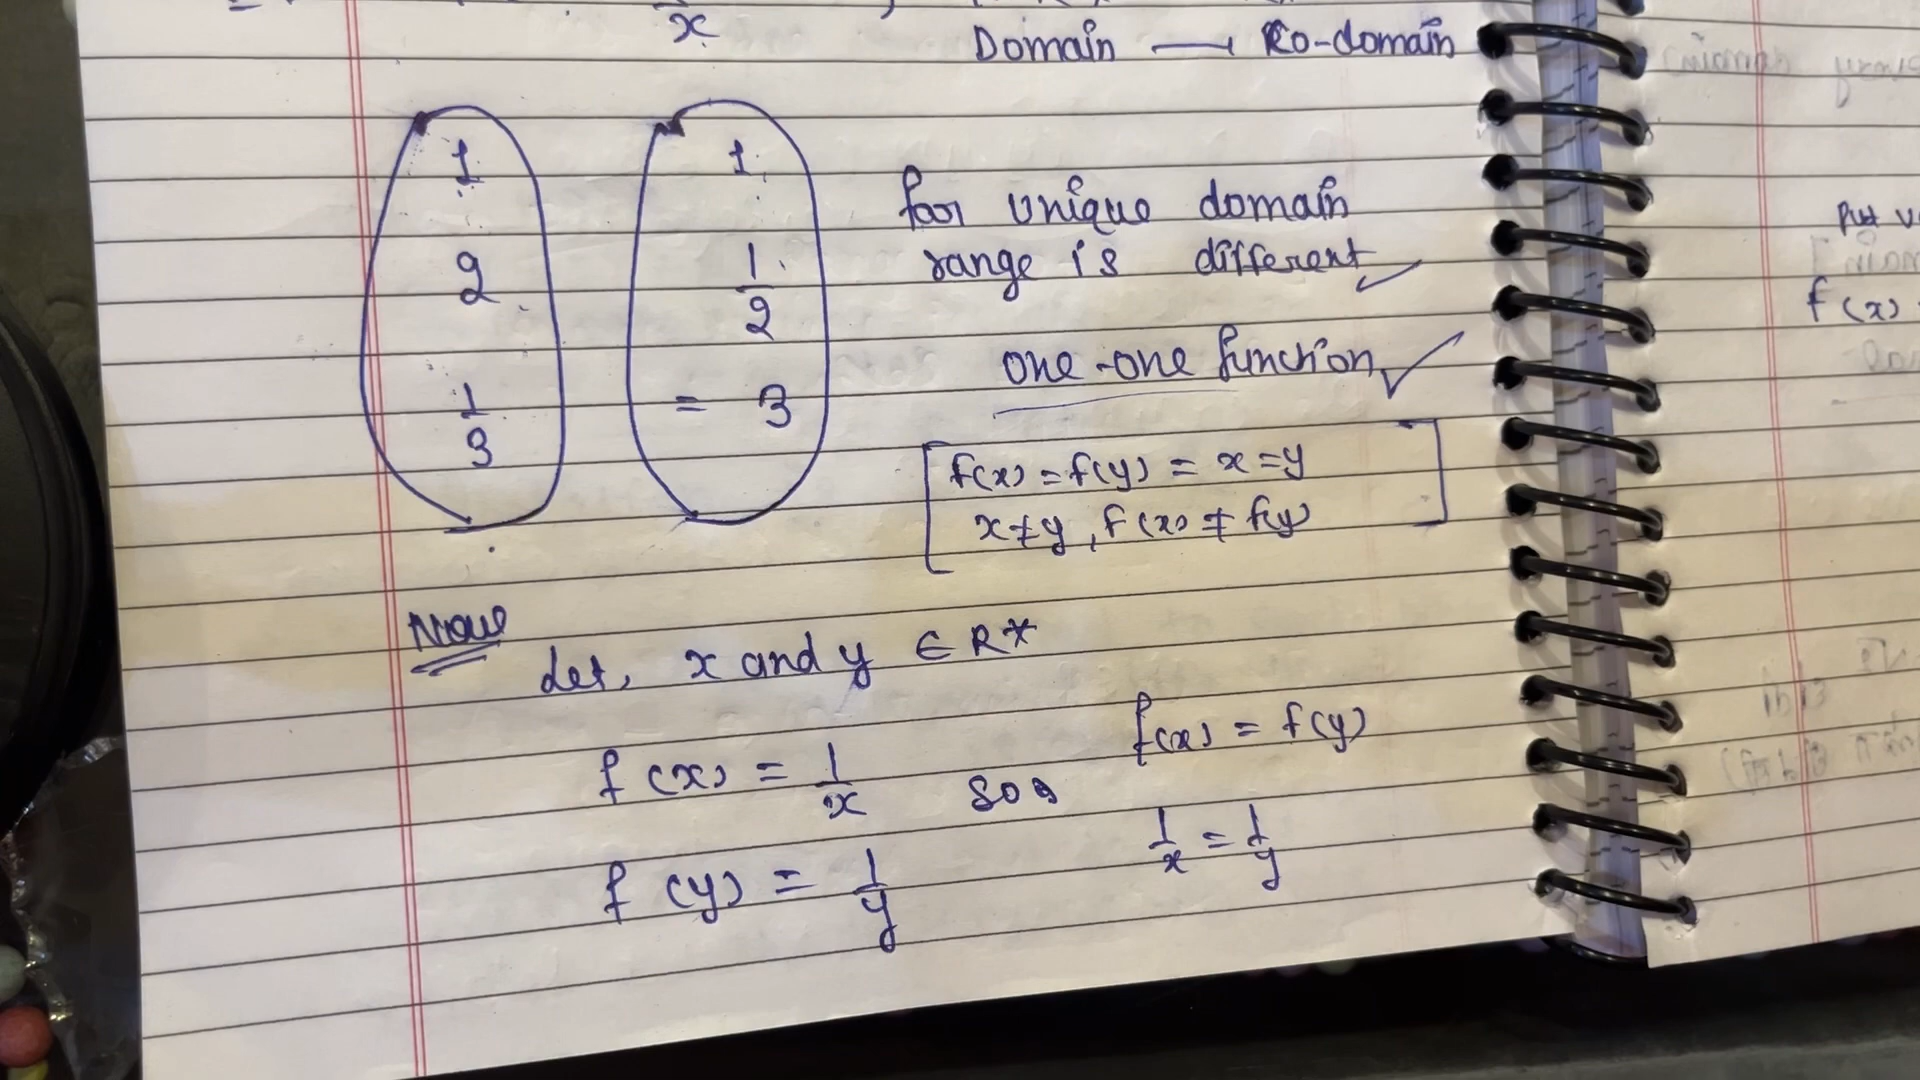 x
Domain → Co-domain
1 1
2 1/2
1/3 = 3
for unique domain
range is different ✓
one-one function ✓
[f(x) = f(y) = x = y
x ≠ y, f(x) ≠ f(y)]
Now
Let, x and y ∈ R*
f(x) = 1/x so,
f(y) = 1/y
f(x) = f(y)
1/x = 1/y
Put
f(x)